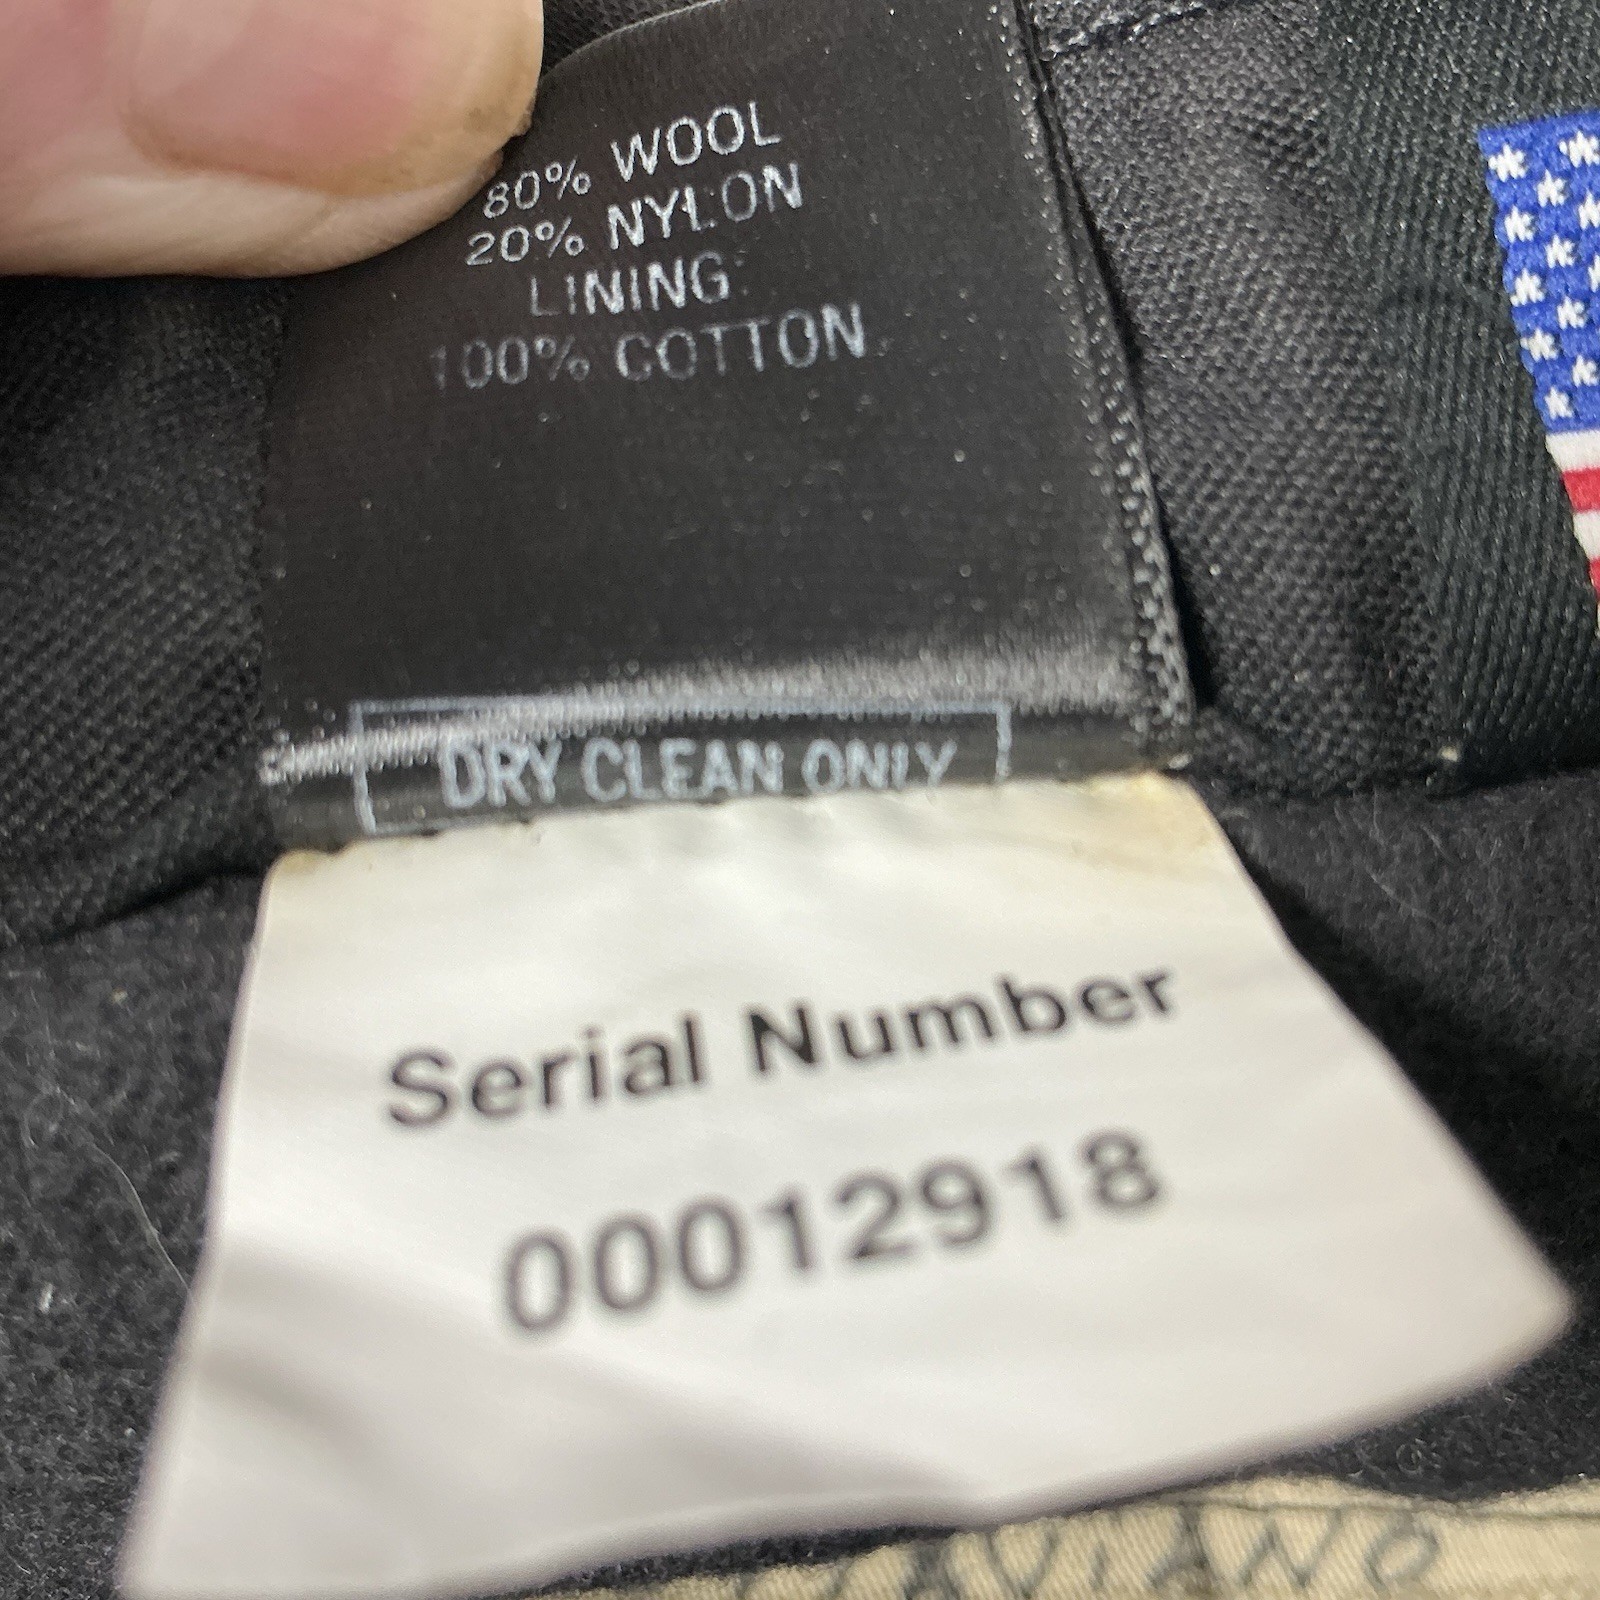 80% WOOL
20% NYLON
LINING:
100% COTTON
DRY CLEAN ONLY
Serial Number
00012918